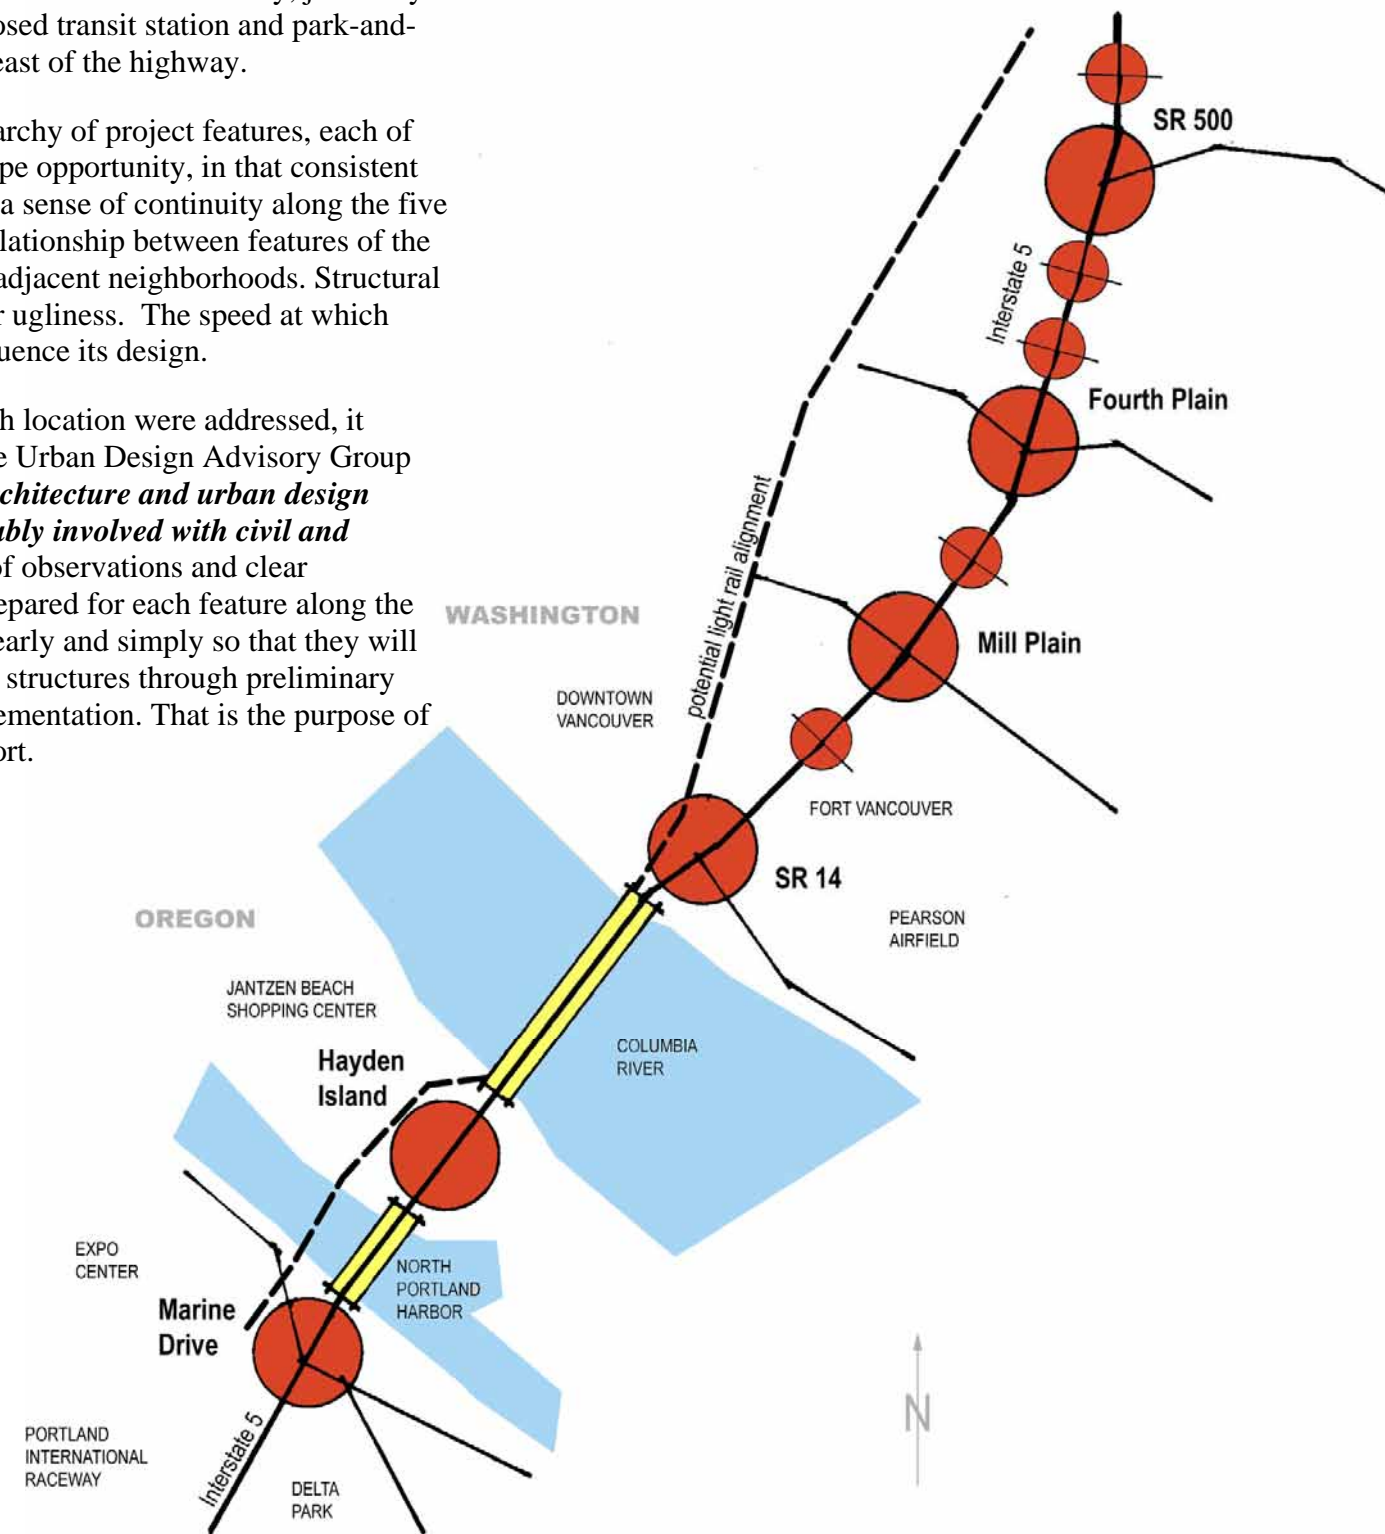 osed transit station and park-and-
east of the highway.
archy of project features, each of
pe opportunity, in that consistent
a sense of continuity along the five
elationship between features of the
adjacent neighborhoods. Structural
r ugliness. The speed at which
uence its design.
h location were addressed, it
e Urban Design Advisory Group
chitecture and urban design
ably involved with civil and
of observations and clear
epared for each feature along the
early and simply so that they will
structures through preliminary
ementation. That is the purpose of
ort.
SR 500
Interstate 5
Fourth Plain
potential light rail alignment
WASHINGTON
Mill Plain
DOWNTOWN
VANCOUVER
FORT VANCOUVER
SR 14
OREGON
PEARSON
AIRFIELD
JANTZEN BEACH
SHOPPING CENTER
COLUMBIA
RIVER
Hayden
Island
EXPO
CENTER
NORTH
PORTLAND
HARBOR
Marine
Drive
N
Interstate 5
PORTLAND
INTERNATIONAL
RACEWAY
DELTA
PARK